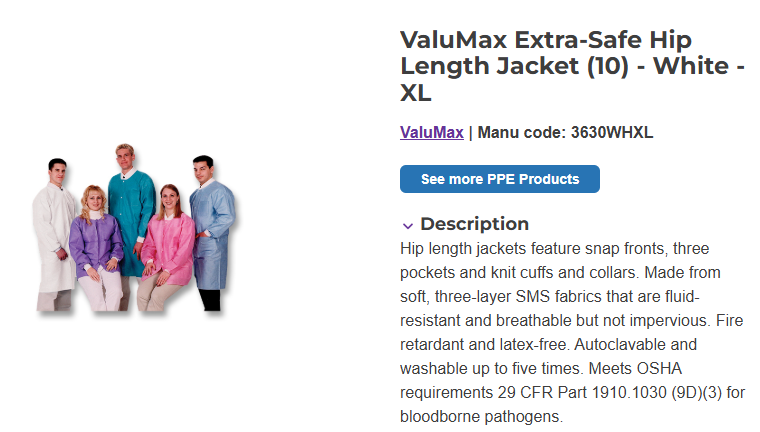 ValuMax Extra-Safe Hip
Length Jacket (10) - White -
XL
ValuMax | Manu code: 3630WHXL
See more PPE Products
Description
Hip length jackets feature snap fronts, three
pockets and knit cuffs and collars. Made from
soft, three-layer SMS fabrics that are fluid-
resistant and breathable but not impervious. Fire
retardant and latex-free. Autoclavable and
washable up to five times. Meets OSHA
requirements 29 CFR Part 1910.1030 (9D)(3) for
bloodborne pathogens.